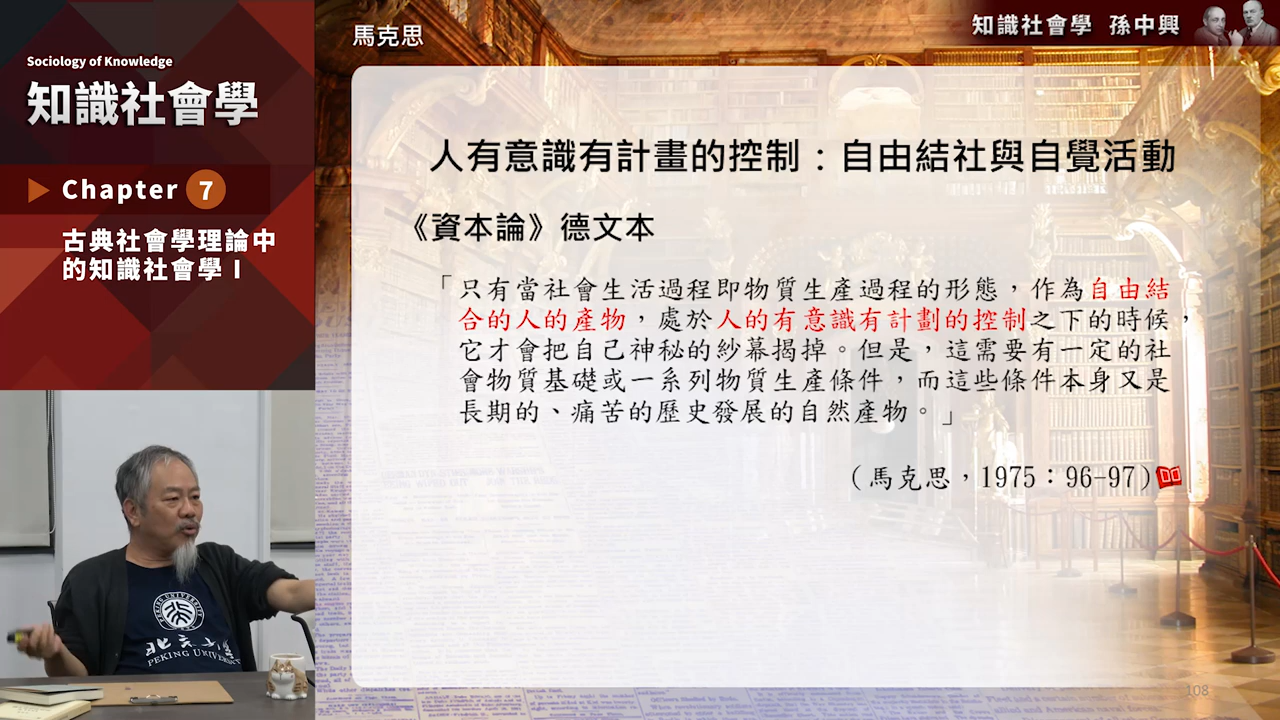 Sociology of Knowledge
知識社會學
Chapter 7
古典社會學理論中
的知識社會學 I
馬克思
知識社會學 孫中興
人有意識有計畫的控制：自由結社與自覺活動
《資本論》德文本
「只有當社會生活過程即物質生產過程的形態，作為自由結
合的人的產物，處於人的有意識有計劃的控制之下的時候，
它才會把自己神秘的紗幕揭掉。但是，這需要有一定的社
會物質基礎或一系列物質生產條件，而這些條件本身又是
長期的、痛苦的歷史發展的自然產物。」
（馬克思，1975：96-97）
108
北京大學
PEKING UNIVERSITY